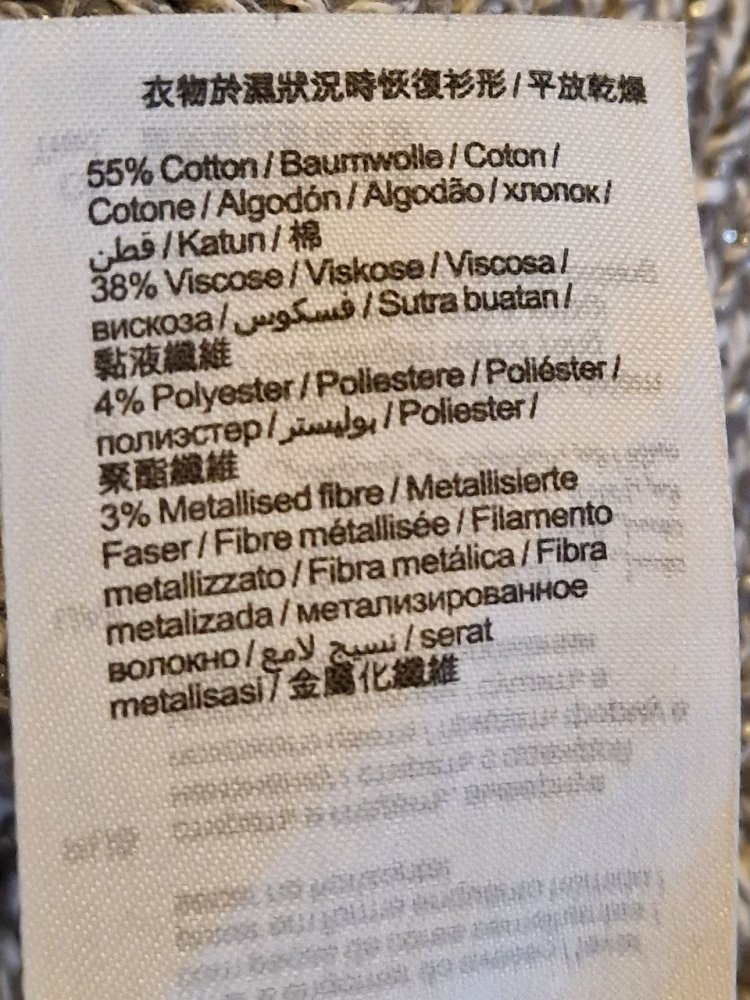 衣物於濕狀況時恢復衫形 / 平放乾燥
55% Cotton / Baumwolle / Coton /
Cotone / Algodón / Algodão / хлопок /
قطن / Katun / 棉
38% Viscose / Viskose / Viscosa /
вискоза / فسكوس / Sutra buatan /
黏液纖維
4% Polyester / Poliestere / Poliéster /
полиэстер / بوليستر / Poliester /
聚酯纖維
3% Metallised fibre / Metallisierte
Faser / Fibre métallisée / Filamento
metallizzato / Fibra metálica / Fibra
metalizada / метализированное
волокно / نسيج لامع / serat
metalisasi / 金屬化纖維